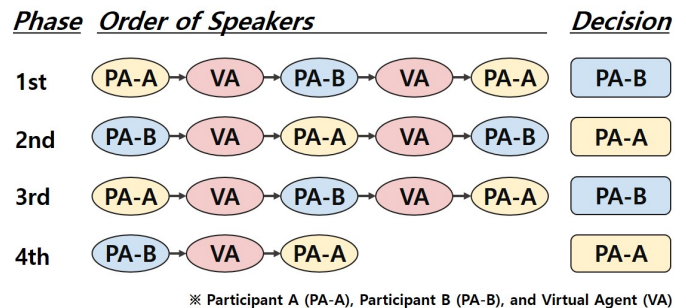 Phase Order of Speakers Decision
1st PA-A VA PA-B VA PA-A PA-B
2nd PA-B VA PA-A VA PA-B PA-A
3rd PA-A VA PA-B VA PA-A PA-B
4th PA-B VA PA-A PA-A
※ Participant A (PA-A), Participant B (PA-B), and Virtual Agent (VA)